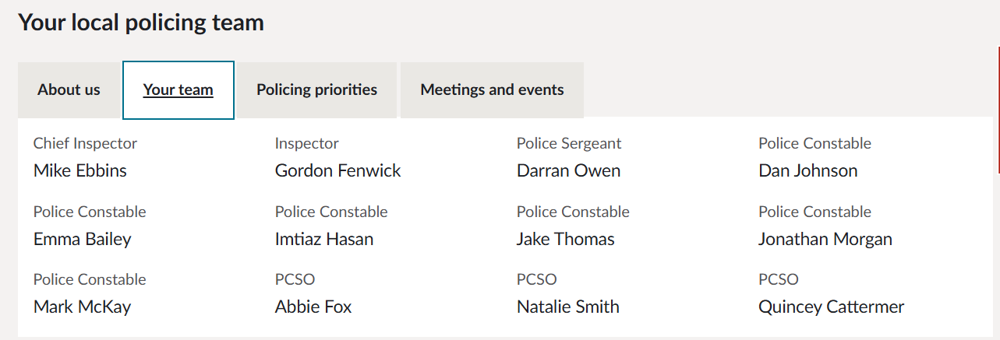 Your local policing team
About us Your team Policing priorities Meetings and events
Chief Inspector Inspector Police Sergeant Police Constable
Mike Ebbins Gordon Fenwick Darran Owen Dan Johnson
Police Constable Police Constable Police Constable Police Constable
Emma Bailey Imtiaz Hasan Jake Thomas Jonathan Morgan
Police Constable PCSO PCSO PCSO
Mark McKay Abbie Fox Natalie Smith Quincey Cattermer